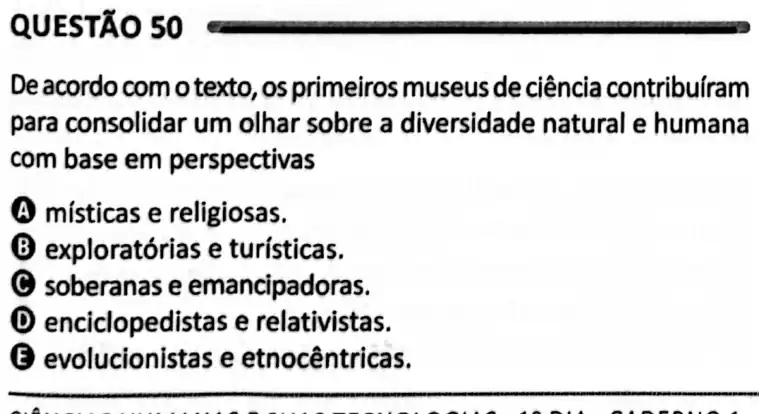 QUESTÃO 50
De acordo com o texto, os primeiros museus de ciência contribuíram
para consolidar um olhar sobre a diversidade natural e humana
com base em perspectivas
A místicas e religiosas.
B exploratórias e turísticas.
C soberanas e emancipadoras.
D enciclopedistas e relativistas.
E evolucionistas e etnocêntricas.